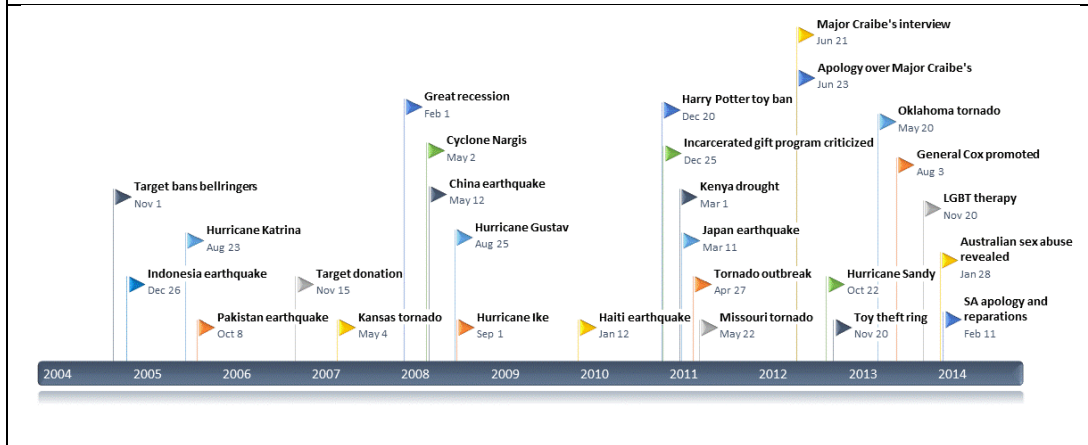 Major Craibe's interview
Jun 21
Apology over Major Craibe's
Jun 23
Great recession
Feb 1
Harry Potter toy ban
Dec 20
Oklahoma tornado
May 20
Cyclone Nargis
May 2
Incarcerated gift program criticized
Dec 25
General Cox promoted
Aug 3
Target bans bellringers
Nov 1
China earthquake
May 12
Kenya drought
Mar 1
LGBT therapy
Nov 20
Hurricane Katrina
Aug 23
Hurricane Gustav
Aug 25
Japan earthquake
Mar 11
Australian sex abuse
revealed
Jan 28
Indonesia earthquake
Dec 26
Target donation
Nov 15
Tornado outbreak
Apr 27
Hurricane Sandy
Oct 22
Pakistan earthquake
Oct 8
Kansas tornado
May 4
Hurricane Ike
Sep 1
Haiti earthquake
Jan 12
Missouri tornado
May 22
Toy theft ring
Nov 20
SA apology and
reparations
Feb 11
2004 2005 2006 2007 2008 2009 2010 2011 2012 2013 2014